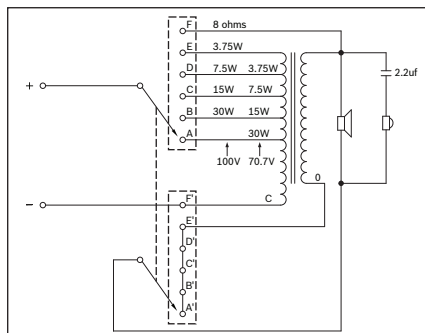 F 8 ohms
E 3.75W
D 7.5W 3.75W
+ C 15W 7.5W 2.2uf
B 30W 15W
A 30W
100V 70.7V
0
− F' C
E'
D'
C'
B'
A'